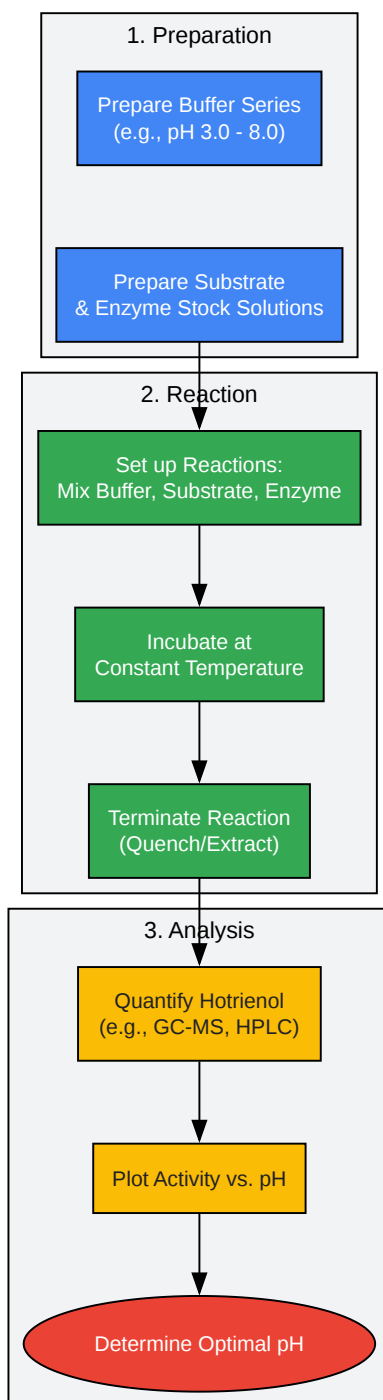 1. Preparation
Prepare Buffer Series
(e.g., pH 3.0 - 8.0)
Prepare Substrate
& Enzyme Stock Solutions
2. Reaction
Set up Reactions:
Mix Buffer, Substrate, Enzyme
Incubate at
Constant Temperature
Terminate Reaction
(Quench/Extract)
3. Analysis
Quantify Hotrienol
(e.g., GC-MS, HPLC)
Plot Activity vs. pH
Determine Optimal pH